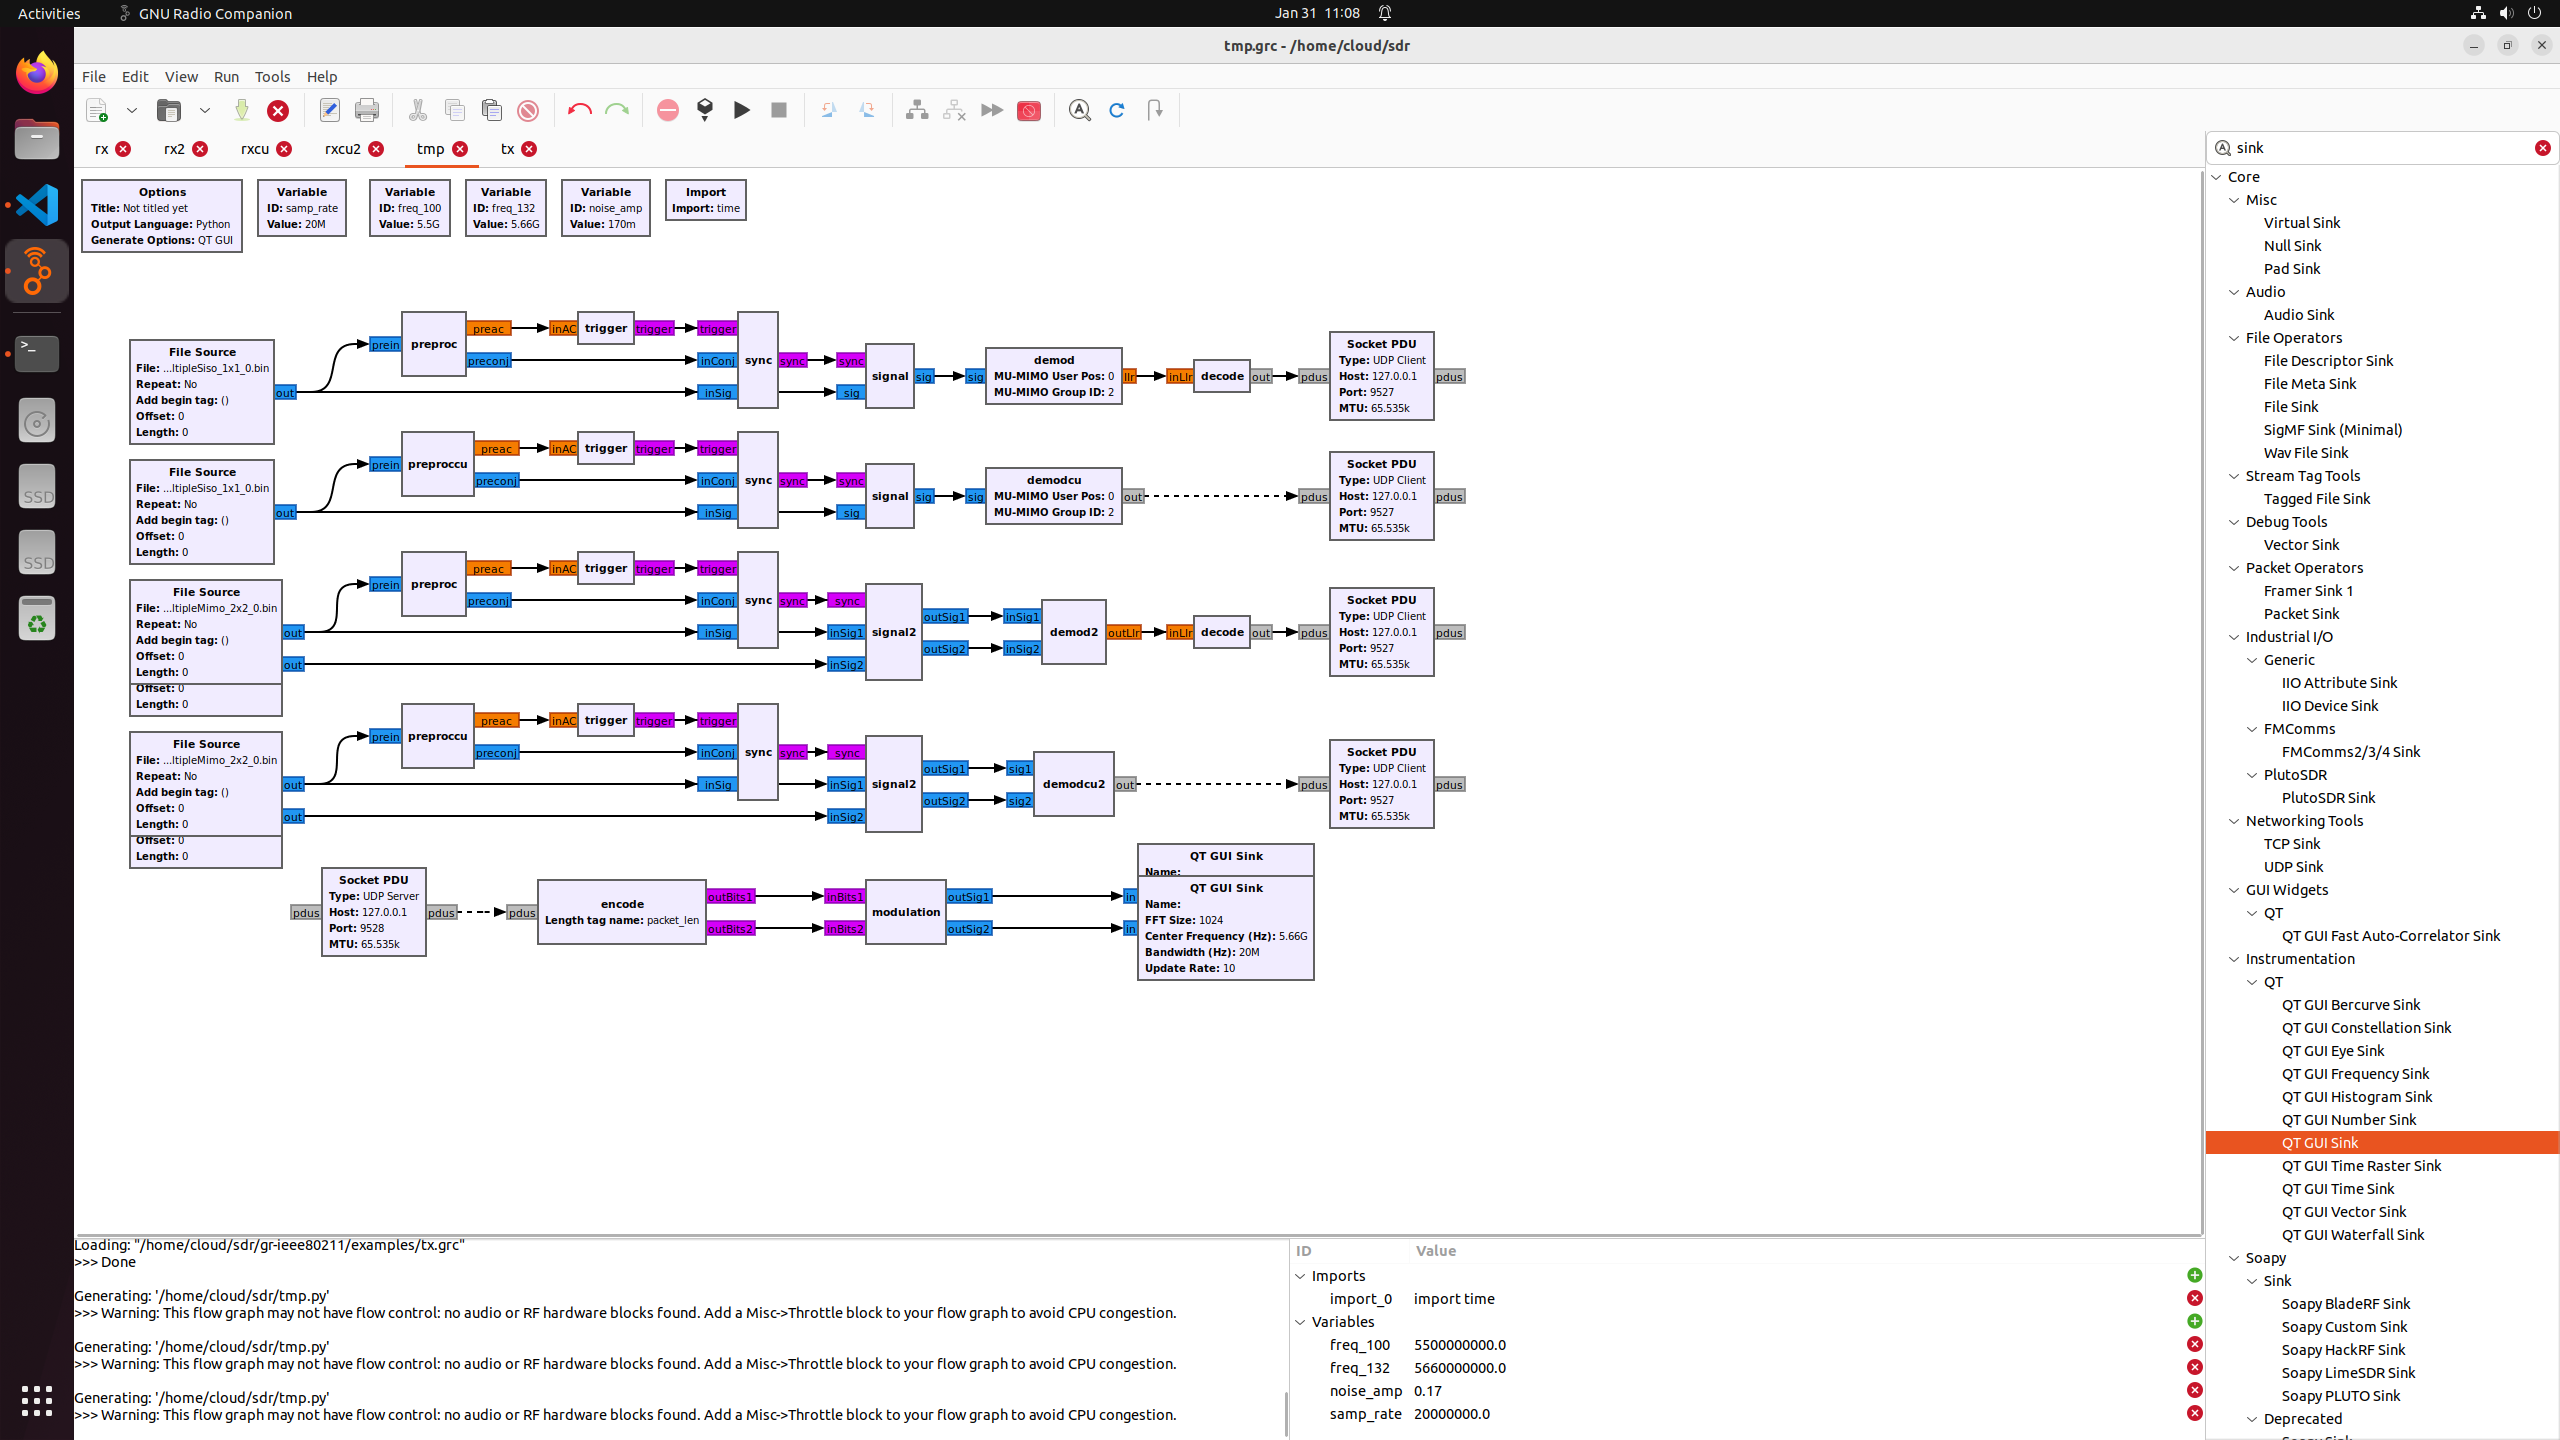 Activities
GNU Radio Companion
Jan 31 11:08
tmp.grc - /home/cloud/sdr
File Edit View Run Tools Help
rx rx2 rxcu rxcu2 tmp tx
Options
Title: Not titled yet
Output Language: Python
Generate Options: QT GUI
Variable
ID: samp_rate
Value: 20M
Variable
ID: freq_100
Value: 5.5G
Variable
ID: freq_132
Value: 5.66G
Variable
ID: noise_amp
Value: 170m
Import
Import: time
File Source
File: ...ltipleSiso_1x1_0.bin
Repeat: No
Add begin tag: ()
Offset: 0
Length: 0
out
prein
preproc
preac
preconj
inAC
trigger
trigger
trigger
inConj
inSig
sync
sync
sync
sig
signal
sig
sig
demod
MU-MIMO User Pos: 0
MU-MIMO Group ID: 2
llr
inLlr
decode
out
pdus
Socket PDU
Type: UDP Client
Host: 127.0.0.1
Port: 9527
MTU: 65.535k
pdus
File Source
File: ...ltipleSiso_1x1_0.bin
Repeat: No
Add begin tag: ()
Offset: 0
Length: 0
out
prein
preproccu
preac
preconj
inAC
trigger
trigger
trigger
inConj
inSig
sync
sync
sync
sig
signal
sig
sig
demodcu
MU-MIMO User Pos: 0
MU-MIMO Group ID: 2
out
pdus
Socket PDU
Type: UDP Client
Host: 127.0.0.1
Port: 9527
MTU: 65.535k
pdus
File Source
File: ...ltipleMimo_2x2_0.bin
Repeat: No
Add begin tag: ()
Offset: 0
Length: 0
Offset: 0
Length: 0
out
out
prein
preproc
preac
preconj
inAC
trigger
trigger
trigger
inConj
inSig
sync
sync
sync
inSig1
inSig2
signal2
outSig1
outSig2
inSig1
inSig2
demod2
outLlr
inLlr
decode
out
pdus
Socket PDU
Type: UDP Client
Host: 127.0.0.1
Port: 9527
MTU: 65.535k
pdus
File Source
File: ...ltipleMimo_2x2_0.bin
Repeat: No
Add begin tag: ()
Offset: 0
Length: 0
Offset: 0
Length: 0
out
out
prein
preproccu
preac
preconj
inAC
trigger
trigger
trigger
inConj
inSig
sync
sync
sync
inSig1
inSig2
signal2
outSig1
outSig2
sig1
sig2
demodcu2
out
pdus
Socket PDU
Type: UDP Client
Host: 127.0.0.1
Port: 9527
MTU: 65.535k
pdus
pdus
Socket PDU
Type: UDP Server
Host: 127.0.0.1
Port: 9528
MTU: 65.535k
pdus
pdus
encode
Length tag name: packet_len
outBits1
outBits2
inBits1
inBits2
modulation
outSig1
outSig2
in
in
QT GUI Sink
Name:
QT GUI Sink
Name:
FFT Size: 1024
Center Frequency (Hz): 5.66G
Bandwidth (Hz): 20M
Update Rate: 10
SSD
SSD
sink
Core
Misc
Virtual Sink
Null Sink
Pad Sink
Audio
Audio Sink
File Operators
File Descriptor Sink
File Meta Sink
File Sink
SigMF Sink (Minimal)
Wav File Sink
Stream Tag Tools
Tagged File Sink
Debug Tools
Vector Sink
Packet Operators
Framer Sink 1
Packet Sink
Industrial I/O
Generic
IIO Attribute Sink
IIO Device Sink
FMComms
FMComms2/3/4 Sink
PlutoSDR
PlutoSDR Sink
Networking Tools
TCP Sink
UDP Sink
GUI Widgets
QT
QT GUI Fast Auto-Correlator Sink
Instrumentation
QT
QT GUI Bercurve Sink
QT GUI Constellation Sink
QT GUI Eye Sink
QT GUI Frequency Sink
QT GUI Histogram Sink
QT GUI Number Sink
QT GUI Sink
QT GUI Time Raster Sink
QT GUI Time Sink
QT GUI Vector Sink
QT GUI Waterfall Sink
Soapy
Sink
Soapy BladeRF Sink
Soapy Custom Sink
Soapy HackRF Sink
Soapy LimeSDR Sink
Soapy PLUTO Sink
Deprecated
Loading: "/home/cloud/sdr/gr-ieee80211/examples/tx.grc"
>>> Done
Generating: '/home/cloud/sdr/tmp.py'
>>> Warning: This flow graph may not have flow control: no audio or RF hardware blocks found. Add a Misc->Throttle block to your flow graph to avoid CPU congestion.
Generating: '/home/cloud/sdr/tmp.py'
>>> Warning: This flow graph may not have flow control: no audio or RF hardware blocks found. Add a Misc->Throttle block to your flow graph to avoid CPU congestion.
Generating: '/home/cloud/sdr/tmp.py'
>>> Warning: This flow graph may not have flow control: no audio or RF hardware blocks found. Add a Misc->Throttle block to your flow graph to avoid CPU congestion.
ID Value
Imports
import_0 import time
Variables
freq_100 5500000000.0
freq_132 5660000000.0
noise_amp 0.17
samp_rate 20000000.0